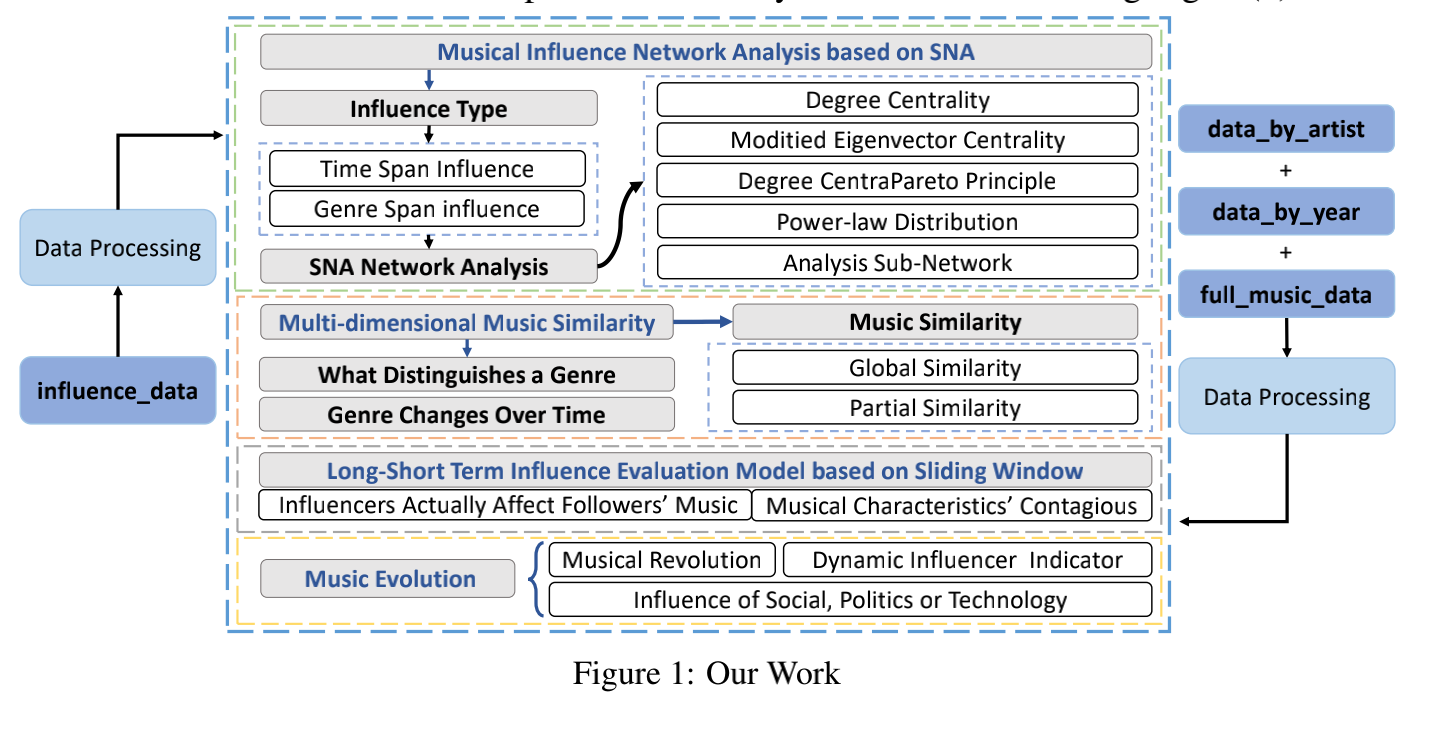 Musical Influence Network Analysis based on SNA
Influence Type
Time Span Influence
Genre Span influence
SNA Network Analysis
Degree Centrality
Moditied Eigenvector Centrality
Degree CentraPareto Principle
Power-law Distribution
Analysis Sub-Network
Data Processing
influence_data
data_by_artist
+
data_by_year
+
full_music_data
Data Processing
Multi-dimensional Music Similarity
Music Similarity
What Distinguishes a Genre
Genre Changes Over Time
Global Similarity
Partial Similarity
Long-Short Term Influence Evaluation Model based on Sliding Window
Influencers Actually Affect Followers’ Music
Musical Characteristics’ Contagious
Music Evolution
Musical Revolution
Dynamic Influencer Indicator
Influence of Social, Politics or Technology
Figure 1: Our Work